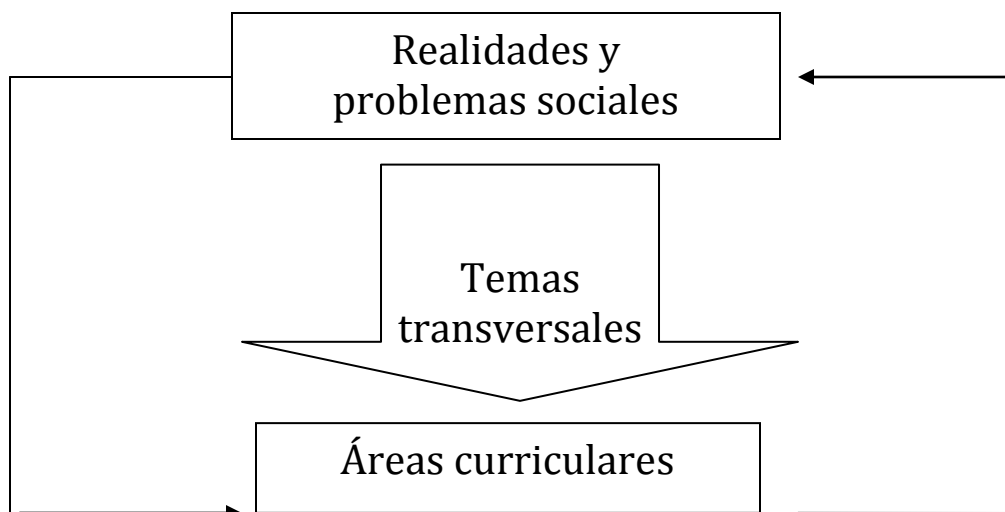 Realidades y
problemas sociales
Temas
transversales
Áreas curriculares